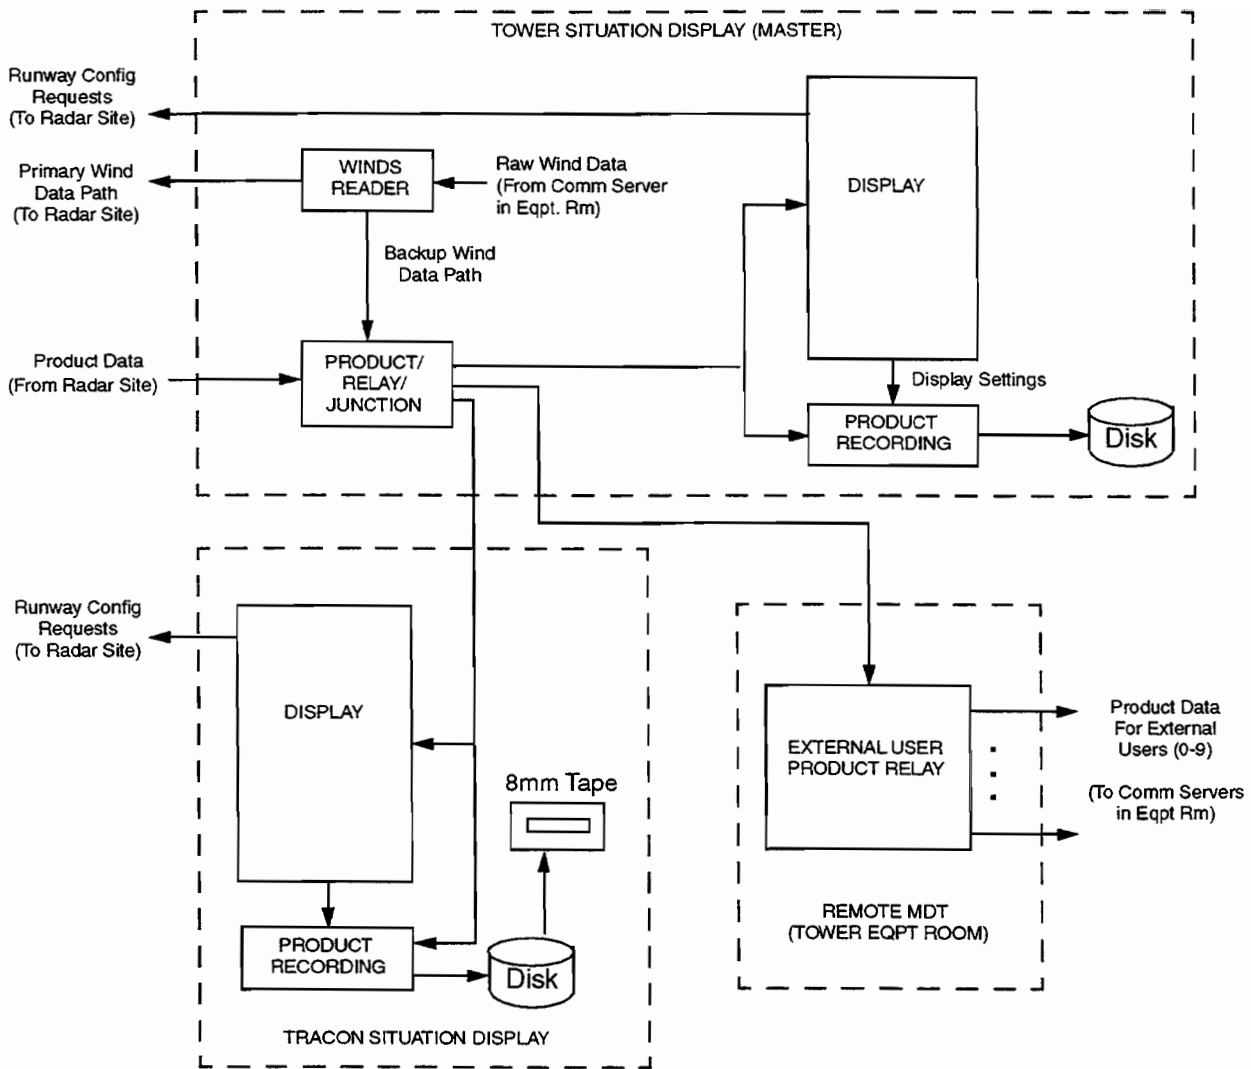 TOWER SITUATION DISPLAY (MASTER)
Runway Config
Requests
(To Radar Site)
Primary Wind
Data Path
(To Radar Site)
WINDS
READER
Raw Wind Data
(From Comm Server
in Eqpt. Rm)
DISPLAY
Backup Wind
Data Path
Product Data
(From Radar Site)
PRODUCT/
RELAY/
JUNCTION
Display Settings
PRODUCT
RECORDING
Disk
Runway Config
Requests
(To Radar Site)
DISPLAY
8mm Tape
PRODUCT
RECORDING
Disk
TRACON SITUATION DISPLAY
EXTERNAL USER
PRODUCT RELAY
Product Data
For External
Users (0-9)
(To Comm Servers
in Eqpt Rm)
REMOTE MDT
(TOWER EQPT ROOM)